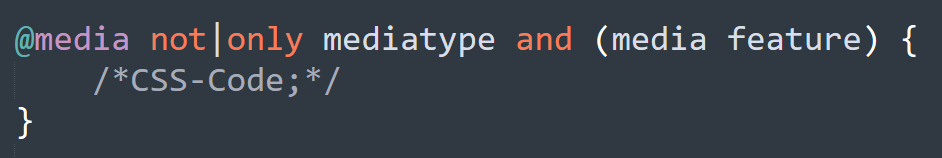 @media not|only mediatype and (media feature) {
/*CSS-Code;*/
}